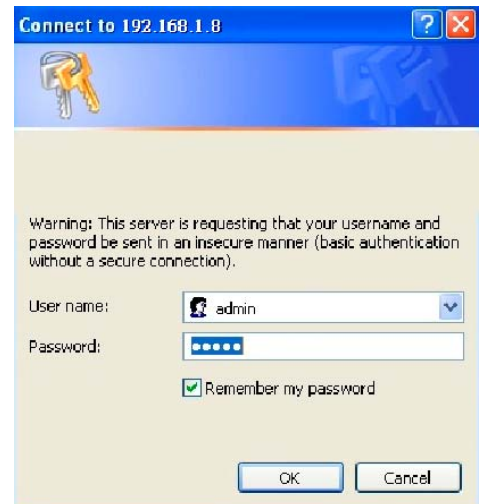 Connect to 192.168.1.8
Warning: This server is requesting that your username and
password be sent in an insecure manner (basic authentication
without a secure connection).
User name:
admin
Password:
•••••
Remember my password
OK
Cancel